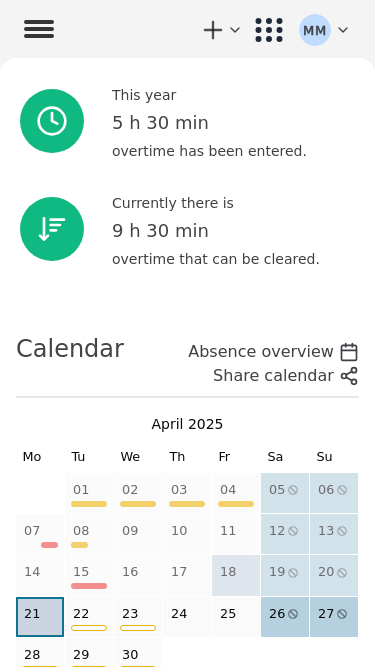 MM
This year
5 h 30 min
overtime has been entered.
Currently there is
9 h 30 min
overtime that can be cleared.
Calendar
Absence overview
Share calendar
April 2025
Mo Tu We Th Fr Sa Su
01 02 03 04 05 06
07 08 09 10 11 12 13
14 15 16 17 18 19 20
21 22 23 24 25 26 27
28 29 30